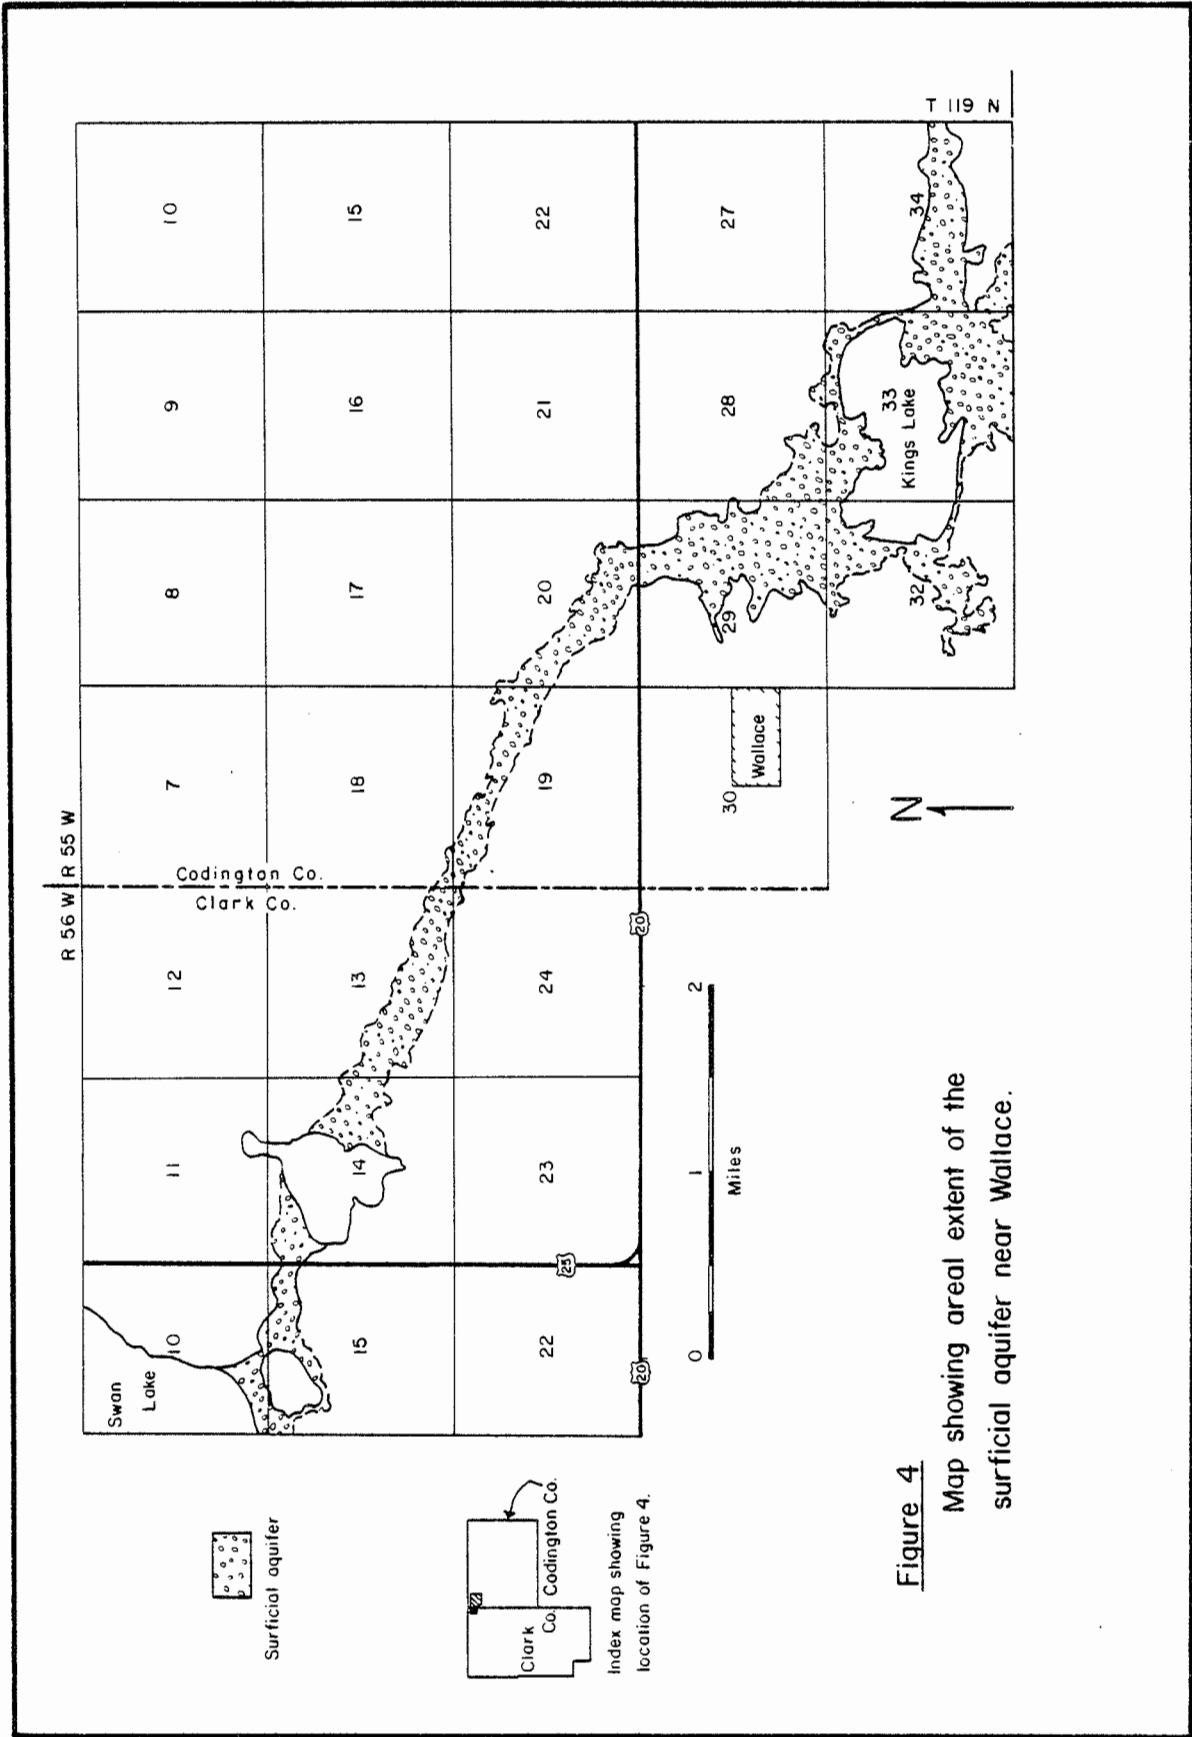 R 56 W R 55 W
T 119 N
Swan
Lake
Codington Co.
Clark Co.
10
11
12
7
8
9
10
15
14
13
18
17
16
15
22
23
24
19
20
21
22
25
20
20
30
29
28
27
Wallace
32
33
Kings Lake
34
N
0
1
2
Miles
Surficial aquifer
Clark
Co.
Codington Co.
Index map showing
location of Figure 4.
Figure 4
Map showing areal extent of the
surficial aquifer near Wallace.